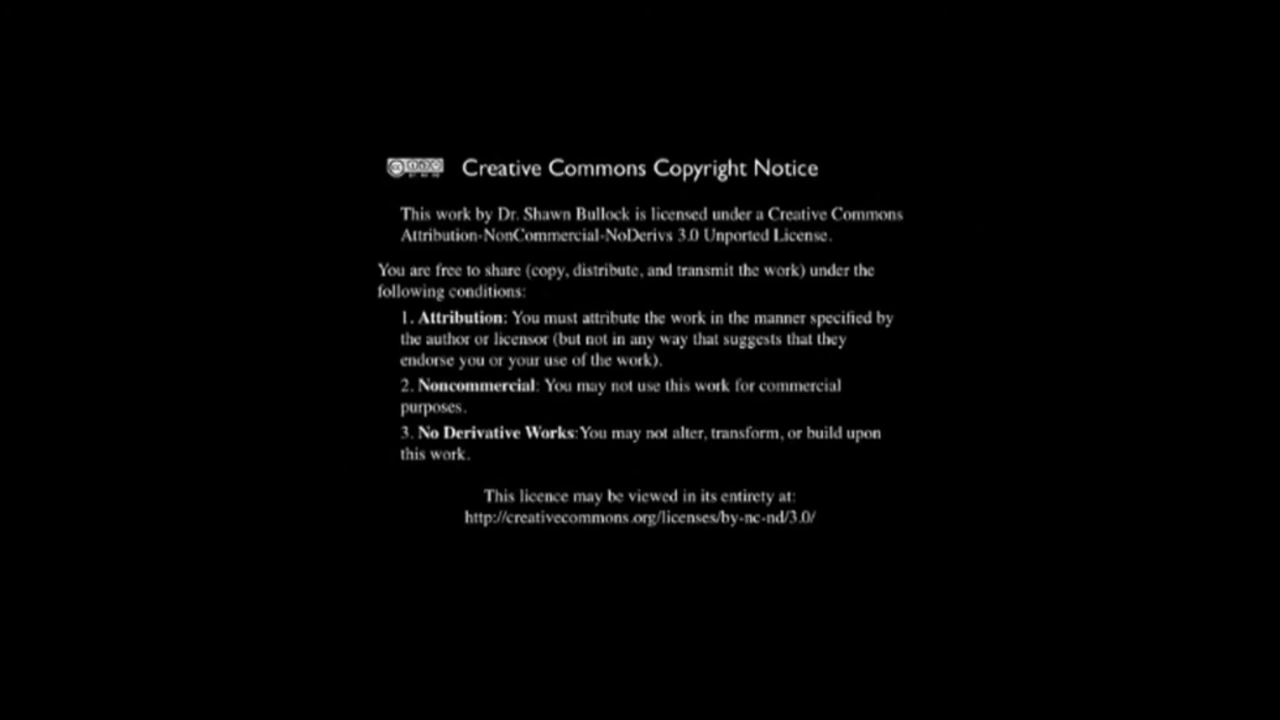 Creative Commons Copyright Notice
This work by Dr. Shawn Bullock is licensed under a Creative Commons
Attribution-NonCommercial-NoDerivs 3.0 Unported License.
You are free to share (copy, distribute, and transmit the work) under the
following conditions:
1. Attribution: You must attribute the work in the manner specified by
the author or licensor (but not in any way that suggests that they
endorse you or your use of the work).
2. Noncommercial: You may not use this work for commercial
purposes.
3. No Derivative Works:You may not alter, transform, or build upon
this work.
This licence may be viewed in its entirety at:
http://creativecommons.org/licenses/by-nc-nd/3.0/